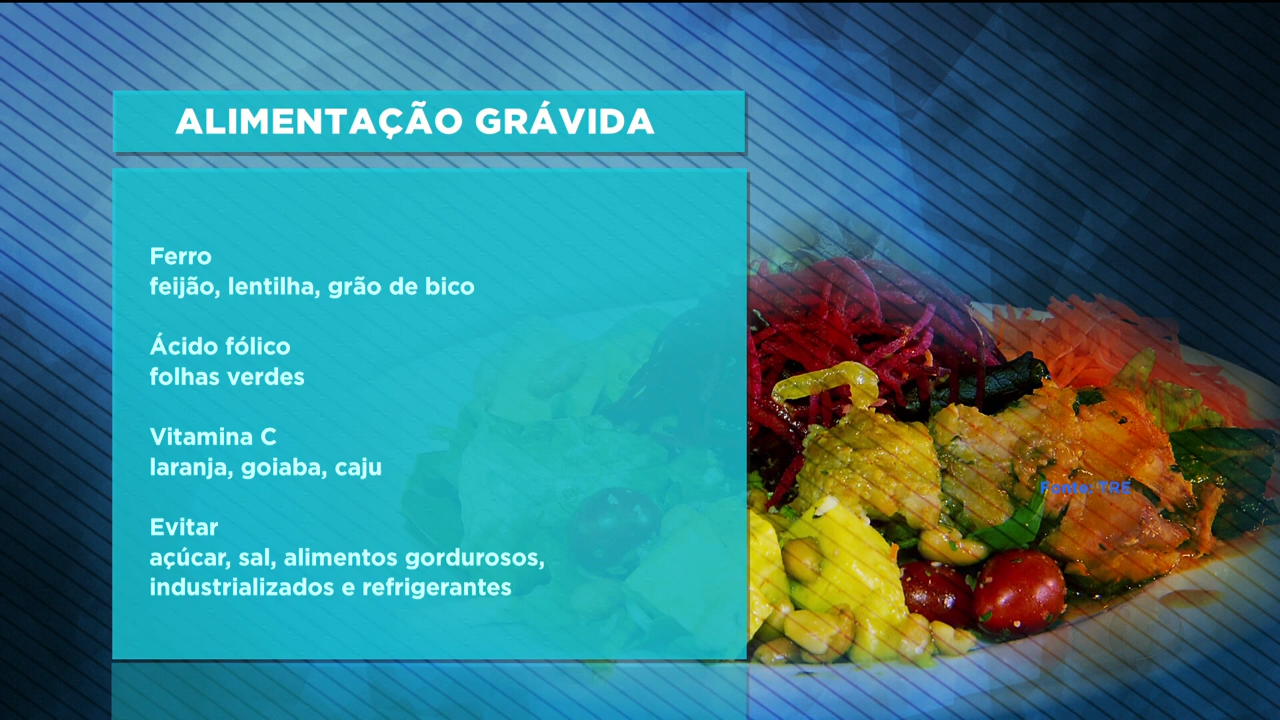 ALIMENTAÇÃO GRÁVIDA
Ferro
feijão, lentilha, grão de bico
Ácido fólico
folhas verdes
Vitamina C
laranja, goiaba, caju
Evitar
açúcar, sal, alimentos gordurosos,
industrializados e refrigerantes
Fonte: TRE